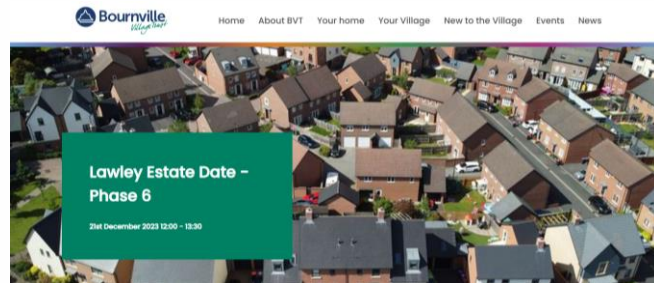 Bournville
Village Trust
Home About BVT Your home Your Village New to the Village Events News
Lawley Estate Date -
Phase 6
21st December 2023 12:00 - 13:30